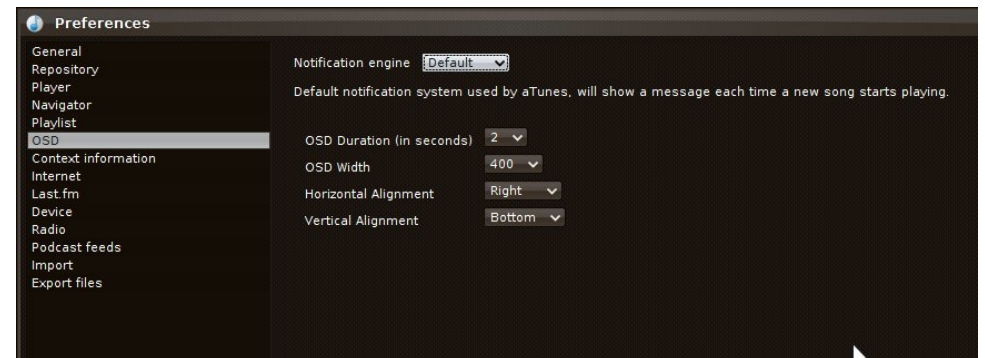 Preferences
General
Repository
Player
Navigator
Playlist
OSD
Context information
Internet
Last.fm
Device
Radio
Podcast feeds
Import
Export files
Notification engine Default
Default notification system used by aTunes, will show a message each time a new song starts playing.
OSD Duration (in seconds) 2
OSD Width 400
Horizontal Alignment Right
Vertical Alignment Bottom